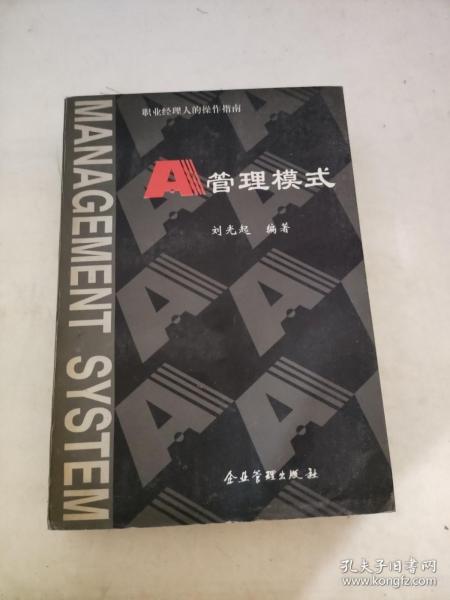 MANAGEMENT SYSTEM
职业经理人的操作指南
A管理模式
刘光起 编著
企业管理出版社
孔夫子旧书网
www.kongfz.com